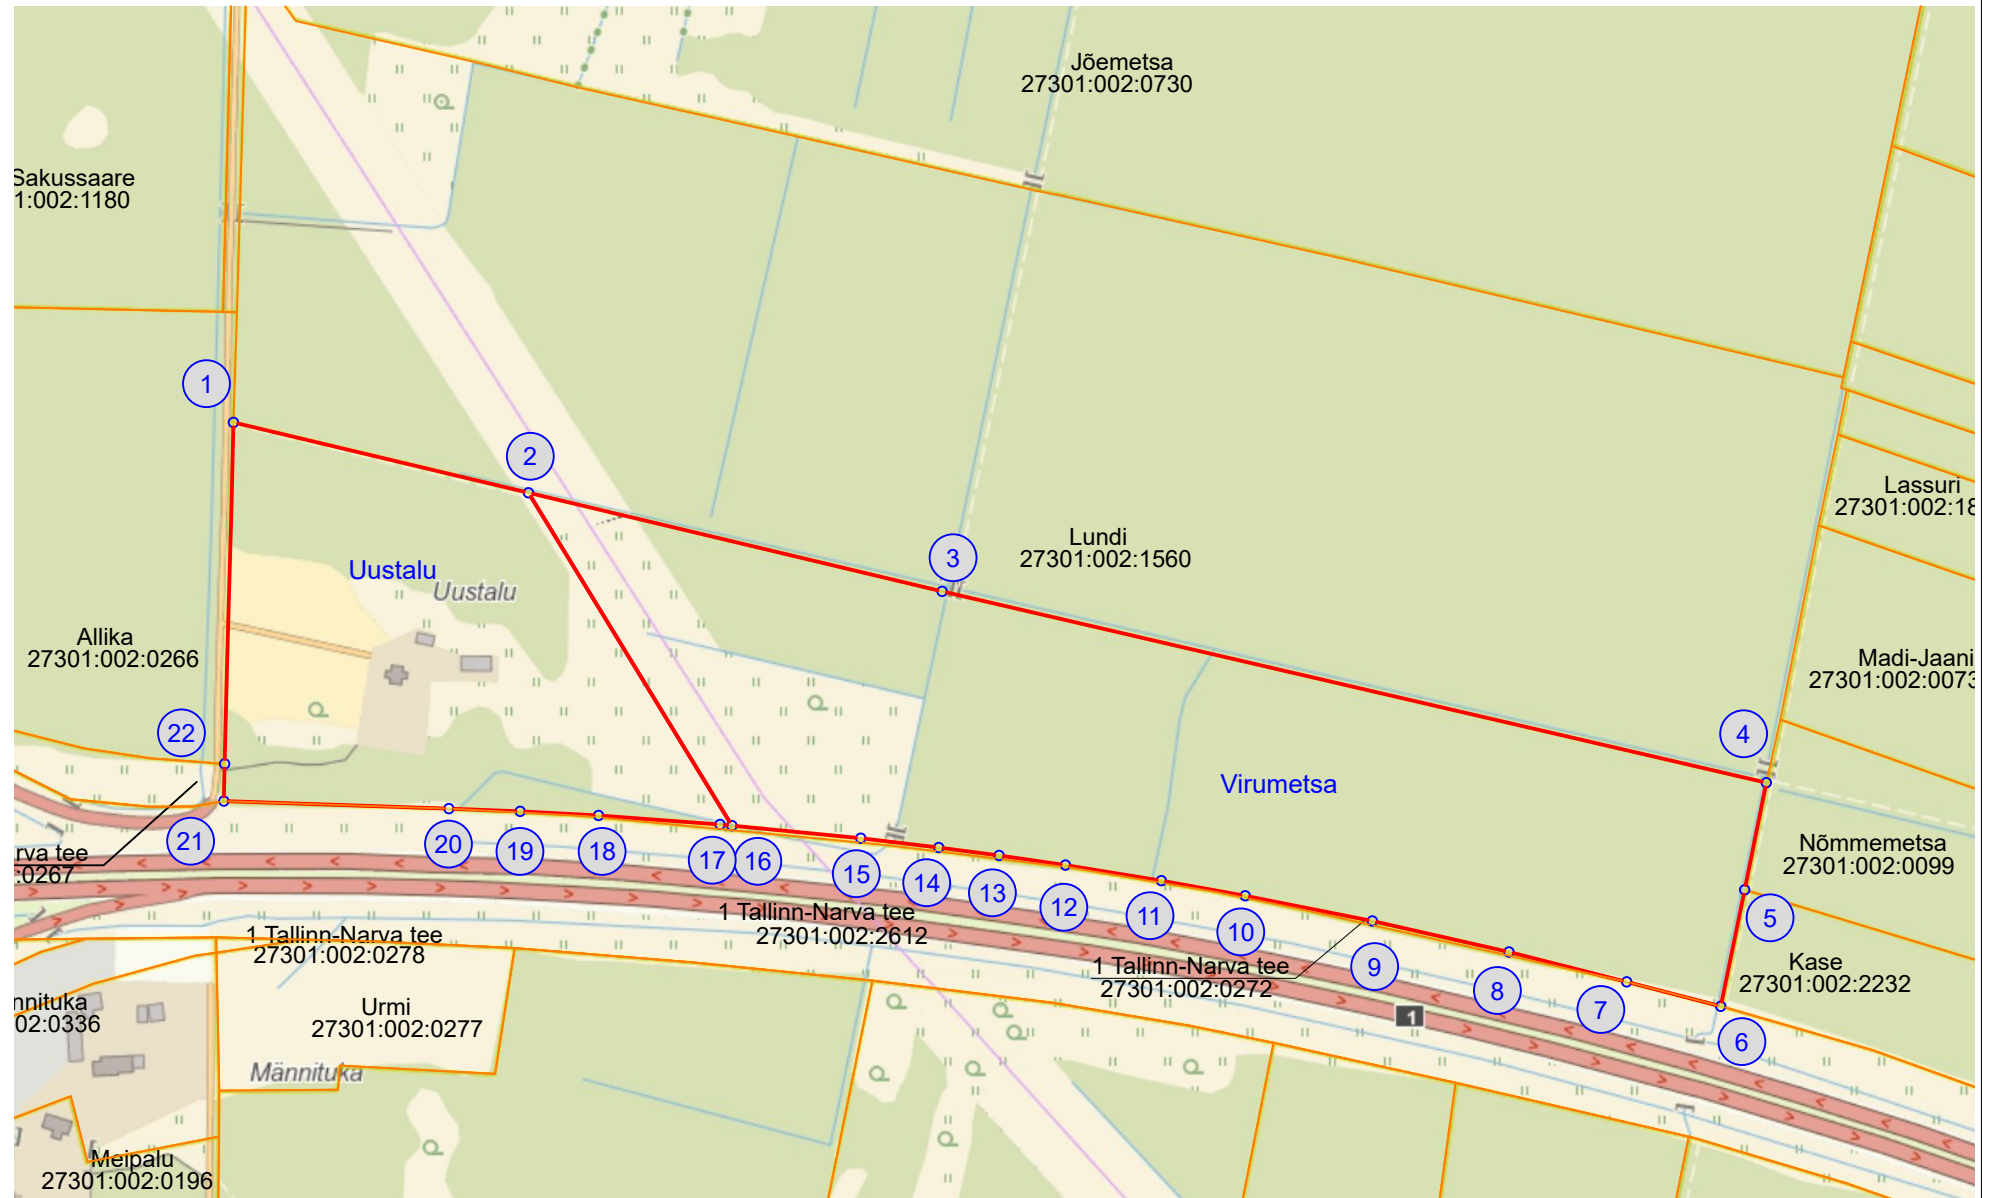 Jõemetsa
27301:002:0730
Sakussaare
1:002:1180
1
2
Lassuri
27301:002:18
3
Lundi
27301:002:1560
Uustalu
Uustalu
Allika
27301:002:0266
Madi-Jaani
27301:002:0073
22
4
Virumetsa
21
20
19
18
17
16
15
14
13
12
11
10
9
8
7
6
5
Nõmmemetsa
27301:002:0099
rva tee
:0267
1 Tallinn-Narva tee
27301:002:2612
1 Tallinn-Narva tee
27301:002:0278
1 Tallinn-Narva tee
27301:002:0272
Kase
27301:002:2232
1
nnituka
02:0336
Urmi
27301:002:0277
Männituka
Meipalu
27301:002:0196